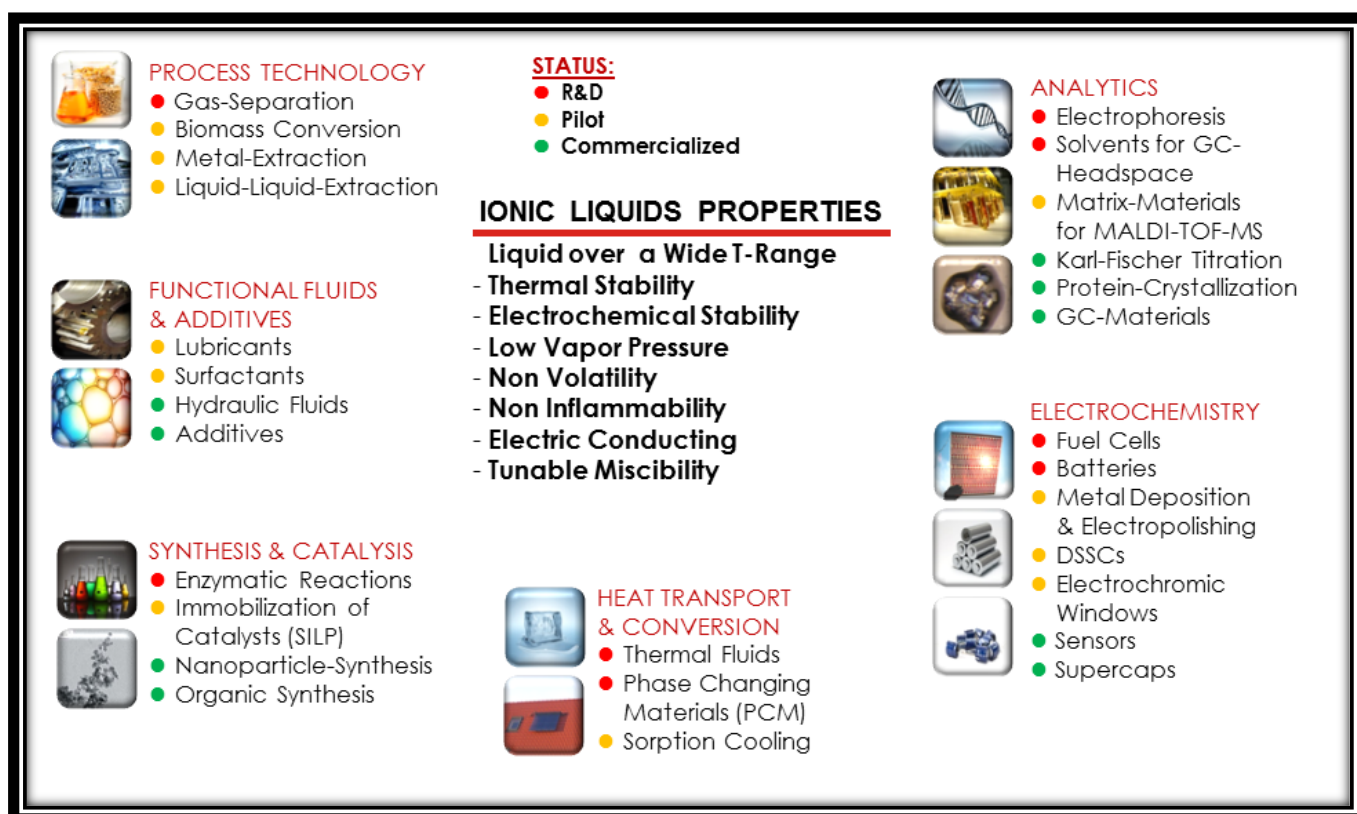 PROCESS TECHNOLOGY
Gas-Separation
Biomass Conversion
Metal-Extraction
Liquid-Liquid-Extraction
FUNCTIONAL FLUIDS
& ADDITIVES
Lubricants
Surfactants
Hydraulic Fluids
Additives
SYNTHESIS & CATALYSIS
Enzymatic Reactions
Immobilization of
Catalysts (SILP)
Nanoparticle-Synthesis
Organic Synthesis
STATUS:
R&D
Pilot
Commercialized
IONIC LIQUIDS PROPERTIES
Liquid over a Wide T-Range
- Thermal Stability
- Electrochemical Stability
- Low Vapor Pressure
- Non Volatility
- Non Inflammability
- Electric Conducting
- Tunable Miscibility
HEAT TRANSPORT
& CONVERSION
Thermal Fluids
Phase Changing
Materials (PCM)
Sorption Cooling
ANALYTICS
Electrophoresis
Solvents for GC-
Headspace
Matrix-Materials
for MALDI-TOF-MS
Karl-Fischer Titration
Protein-Crystallization
GC-Materials
ELECTROCHEMISTRY
Fuel Cells
Batteries
Metal Deposition
& Electropolishing
DSSCs
Electrochromic
Windows
Sensors
Supercaps